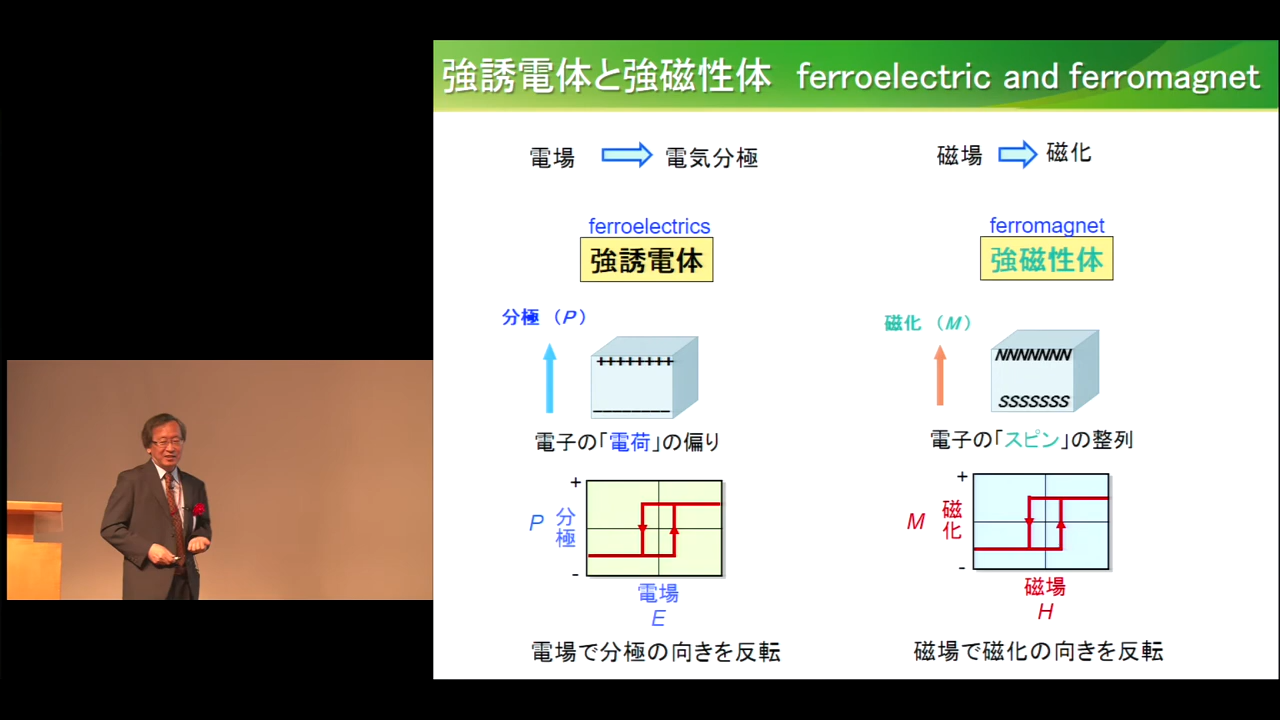 強誘電体と強磁性体 ferroelectric and ferromagnet
電場 電気分極
磁場 磁化
ferroelectrics
強誘電体
分極 (P)
+++++++++
_________
電子の「電荷」の偏り
+
P 分極
-
電場
E
電場で分極の向きを反転
ferromagnet
強磁性体
磁化 (M)
NNNNNNN
SSSSSSS
電子の「スピン」の整列
+
M 磁化
-
磁場
H
磁場で磁化の向きを反転